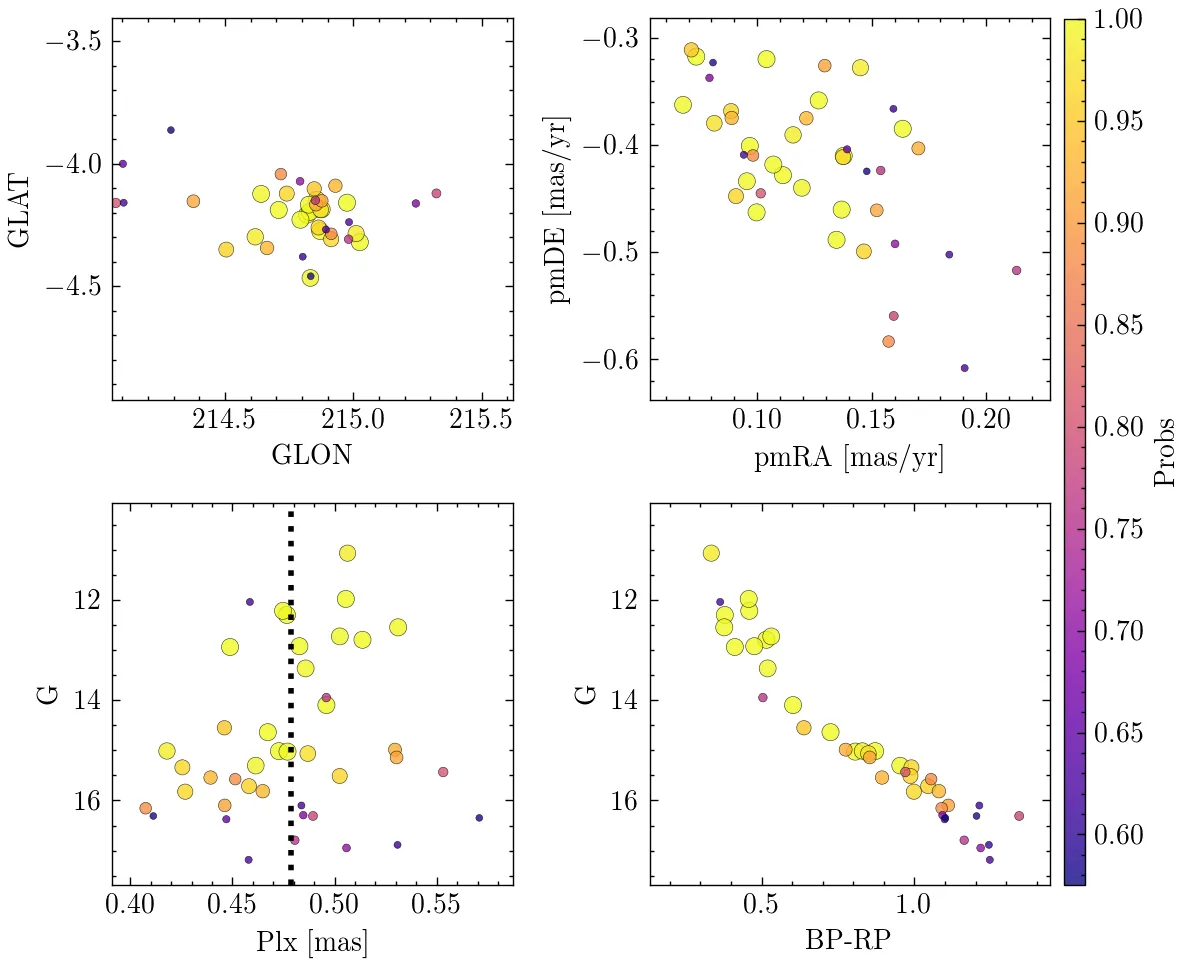 −3.5
−4.0
−4.5
GLAT
214.5 215.0 215.5
GLON
−0.3
−0.4
−0.5
−0.6
pmDE [mas/yr]
0.10 0.15 0.20
pmRA [mas/yr]
1.00
0.95
0.90
0.85
0.80
0.75
0.70
0.65
0.60
Probs
12
14
16
G
0.40 0.45 0.50 0.55
Plx [mas]
12
14
16
G
0.5 1.0
BP-RP